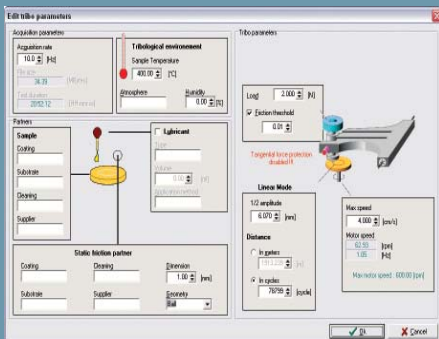 Edit tribo parameters
Acquisition parameters
Acquisition rate
10.0 [Hz]
File size
Test duration
Tribological environment
Sample Temperature
400.00 [°C]
Atmosphere
Humidity
0.00 [%]
Partners
Sample
Coating
Substrate
Cleaning
Supplier
Lubricant
Type
Volume
0.00
Application method
Static friction partner
Coating
Cleaning
Dimension
1.00 [mm]
Substrate
Supplier
Geometry
Ball
Tribo parameters
Load 2.000 [N]
Friction threshold
0.01
Tangential force protection
disabled !!!
Linear Mode
1/2 amplitude
6.070 [mm]
Distance
In meters
In cycles
76799 [cycle]
Max speed
4.000 [cm/s]
Motor speed
62.93 [rpm]
1.05 [Hz]
Max motor speed : 600.00 [rpm]
Ok
Cancel